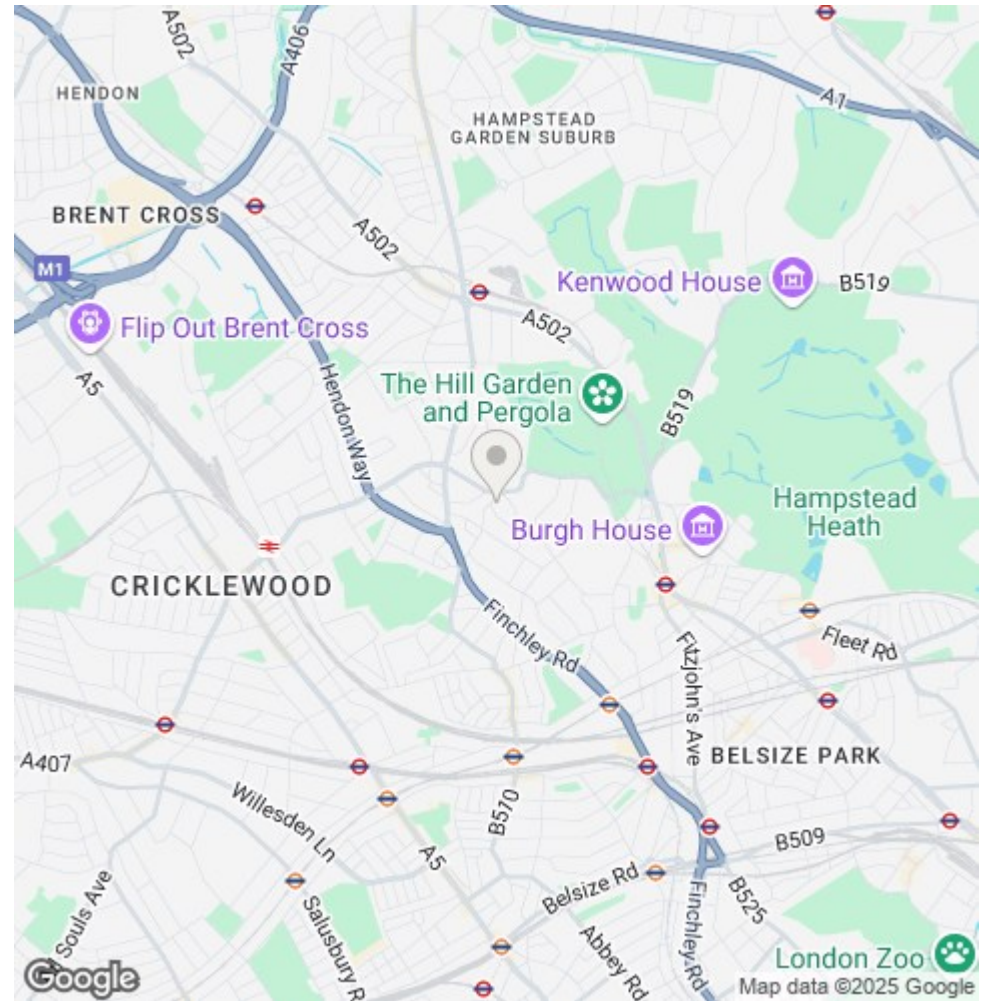 A502
A406
HENDON
HAMPSTEAD
GARDEN SUBURB
A1
BRENT CROSS
A502
M1
Kenwood House
B519
Flip Out Brent Cross
A502
A5
Hendon Way
The Hill Garden
and Pergola
B519
Hampstead
Heath
Burgh House
CRICKLEWOOD
Finchley Rd
Fitzjohn's Ave
Fleet Rd
A407
BELSIZE PARK
Willesden Ln
B510
A5
B509
Belsize Rd
B525
Souls Ave
Salusbury R
Abbey Rd
Finchley Rd
London Zoo
Google
Map data ©2025 Google